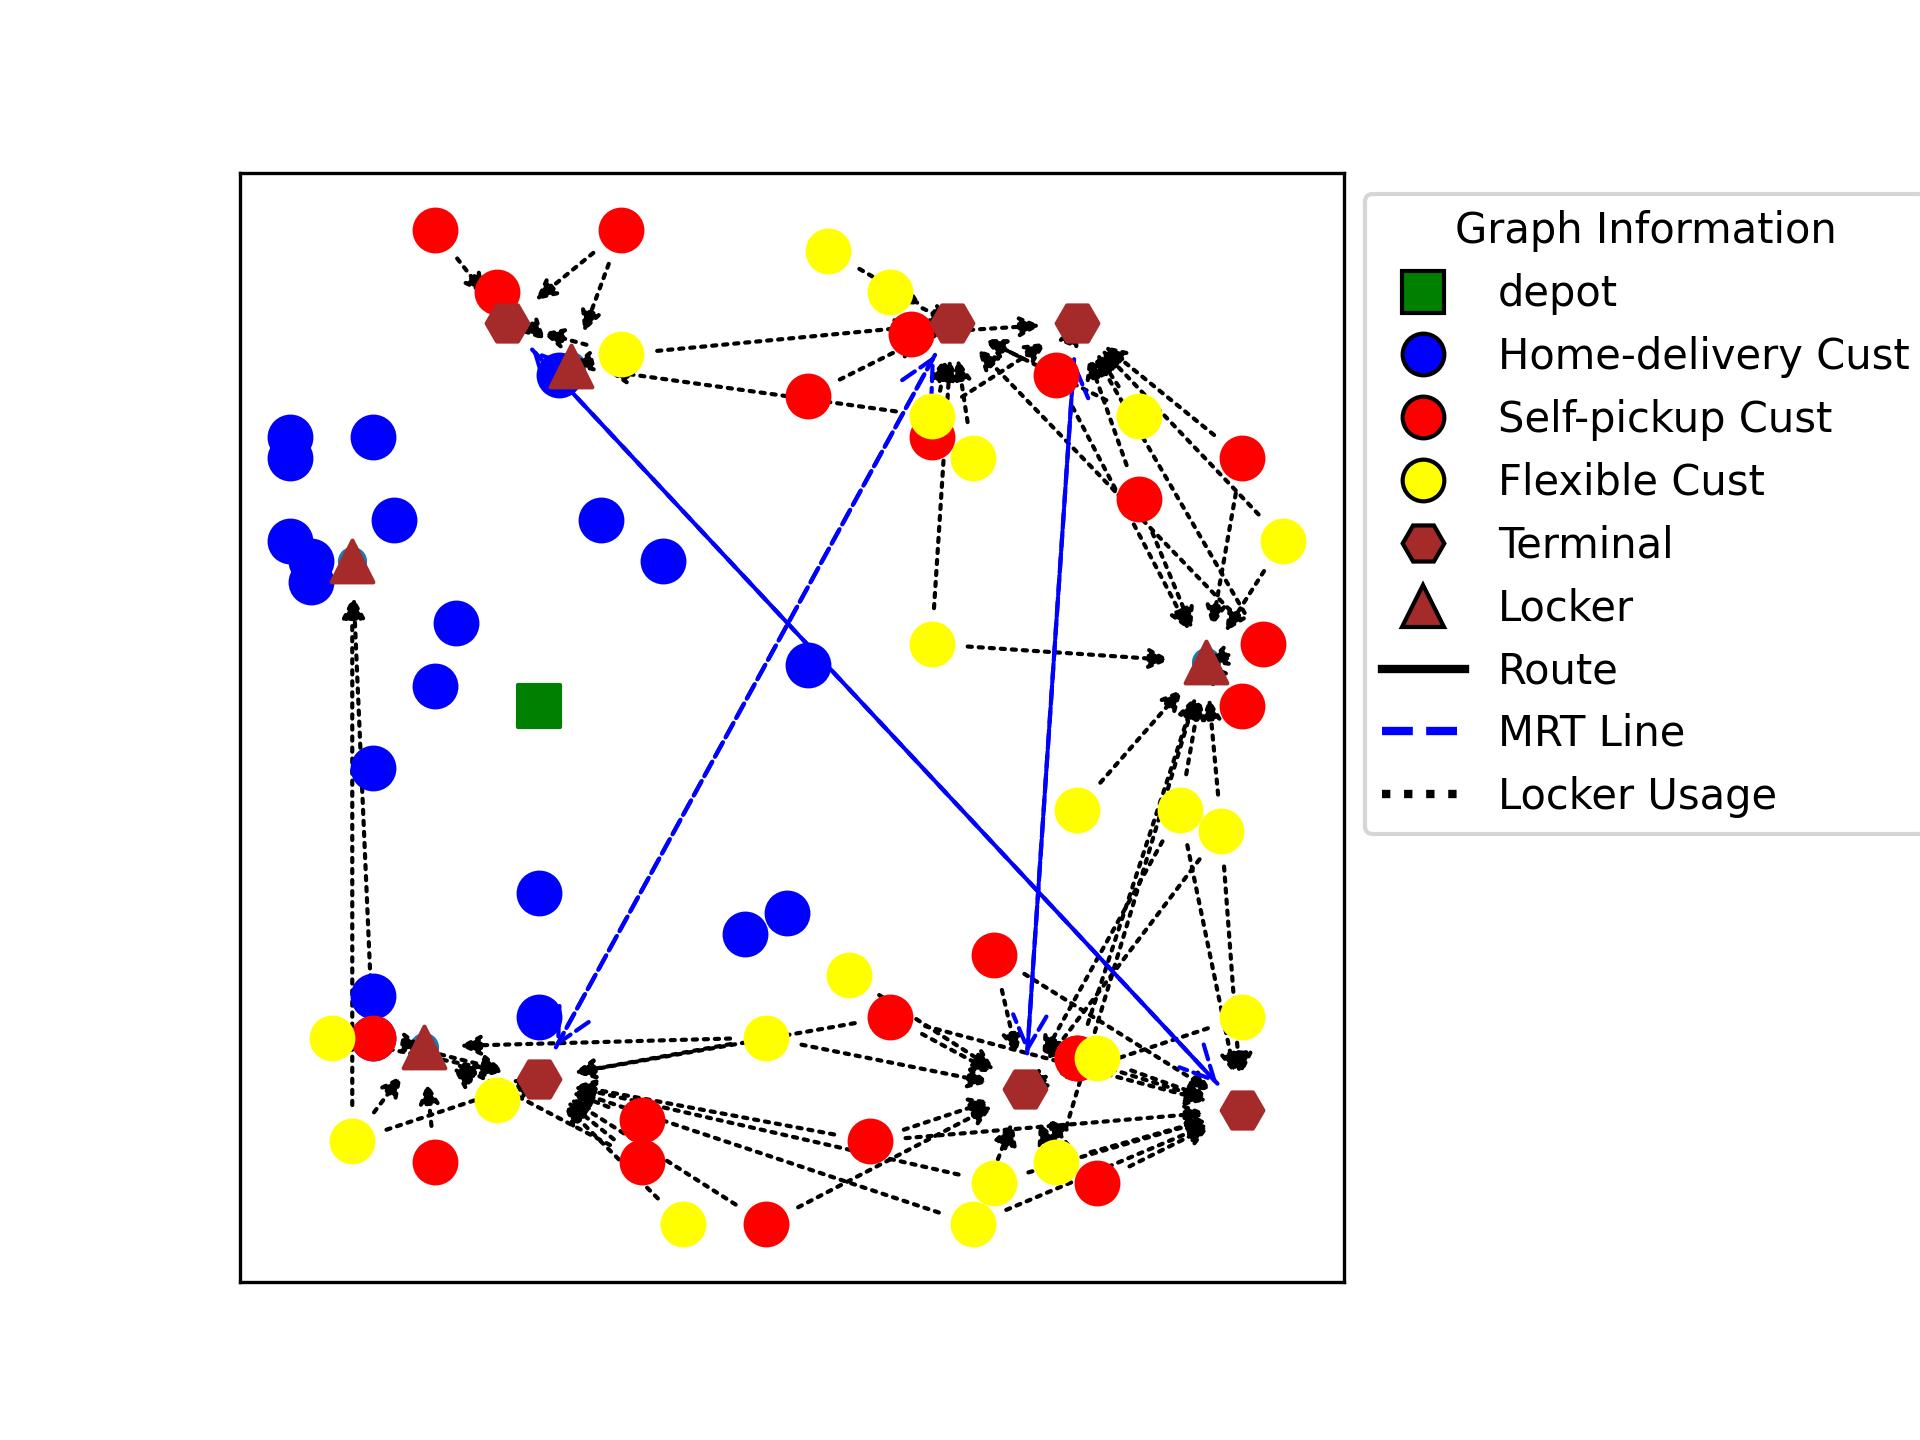 Graph Information
depot
Home-delivery Cust
Self-pickup Cust
Flexible Cust
Terminal
Locker
Route
MRT Line
Locker Usage